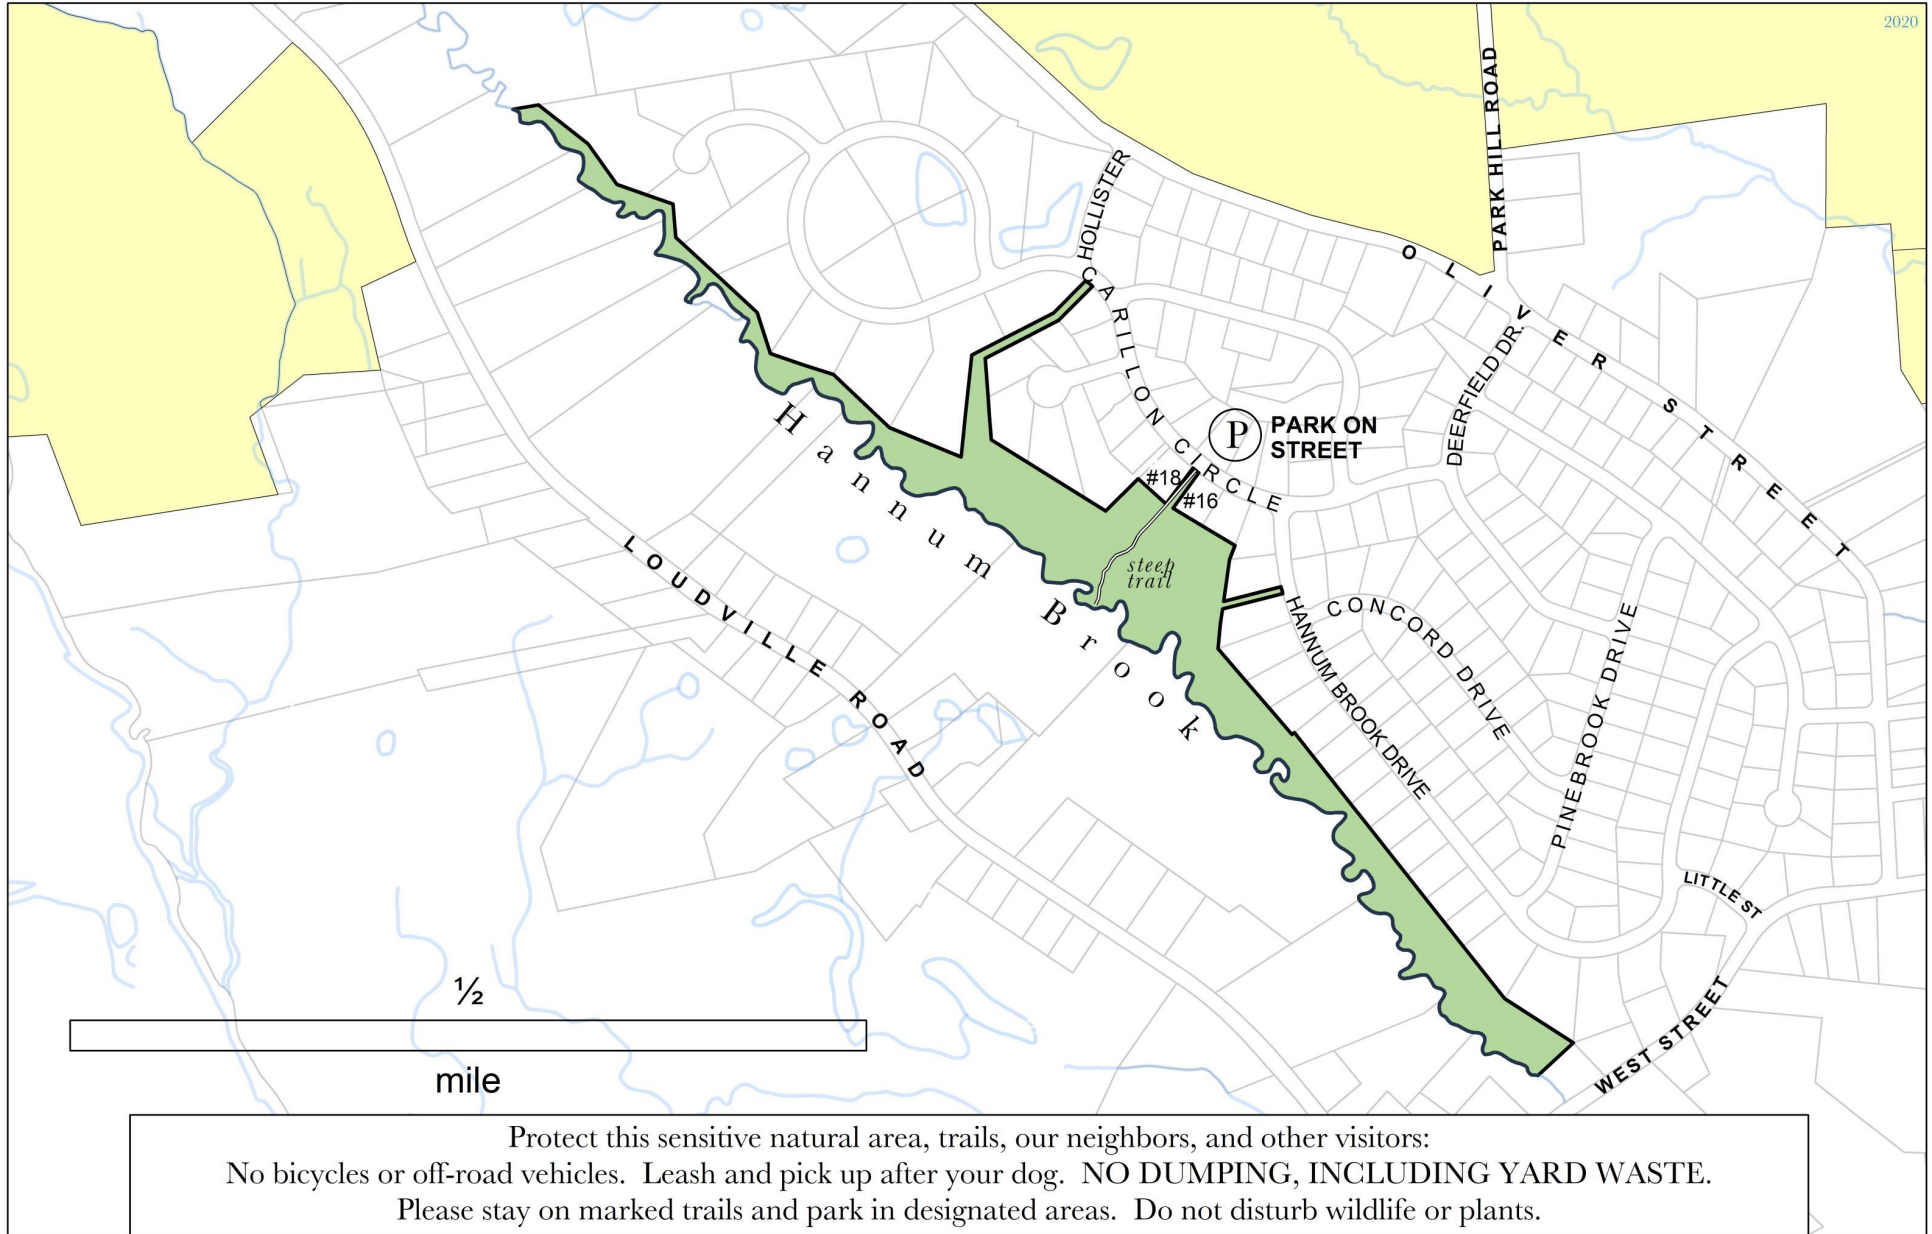 2020
PARK HILL ROAD
HOLLISTER
OLIVER STREET
CARILLON CIRCLE
DEERFIELD DR.
P
PARK ON
STREET
#18
#16
Hannum Brook
steep
trail
LOUDVILLE ROAD
HANNUM BROOK DRIVE
CONCORD DRIVE
PINEBROOK DRIVE
LITTLE ST
WEST STREET
½
mile
Protect this sensitive natural area, trails, our neighbors, and other visitors:
No bicycles or off-road vehicles. Leash and pick up after your dog. NO DUMPING, INCLUDING YARD WASTE.
Please stay on marked trails and park in designated areas. Do not disturb wildlife or plants.